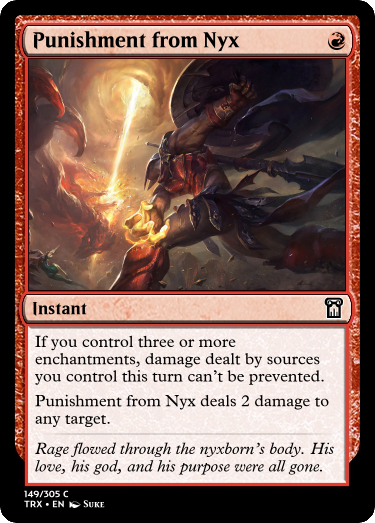 Punishment from Nyx
Instant
If you control three or more
enchantments, damage dealt by sources
you control this turn can't be prevented.
Punishment from Nyx deals 2 damage to
any target.
Rage flowed through the nyxborn's body. His
love, his god, and his purpose were all gone.
149/305 C
TRX • EN Suke